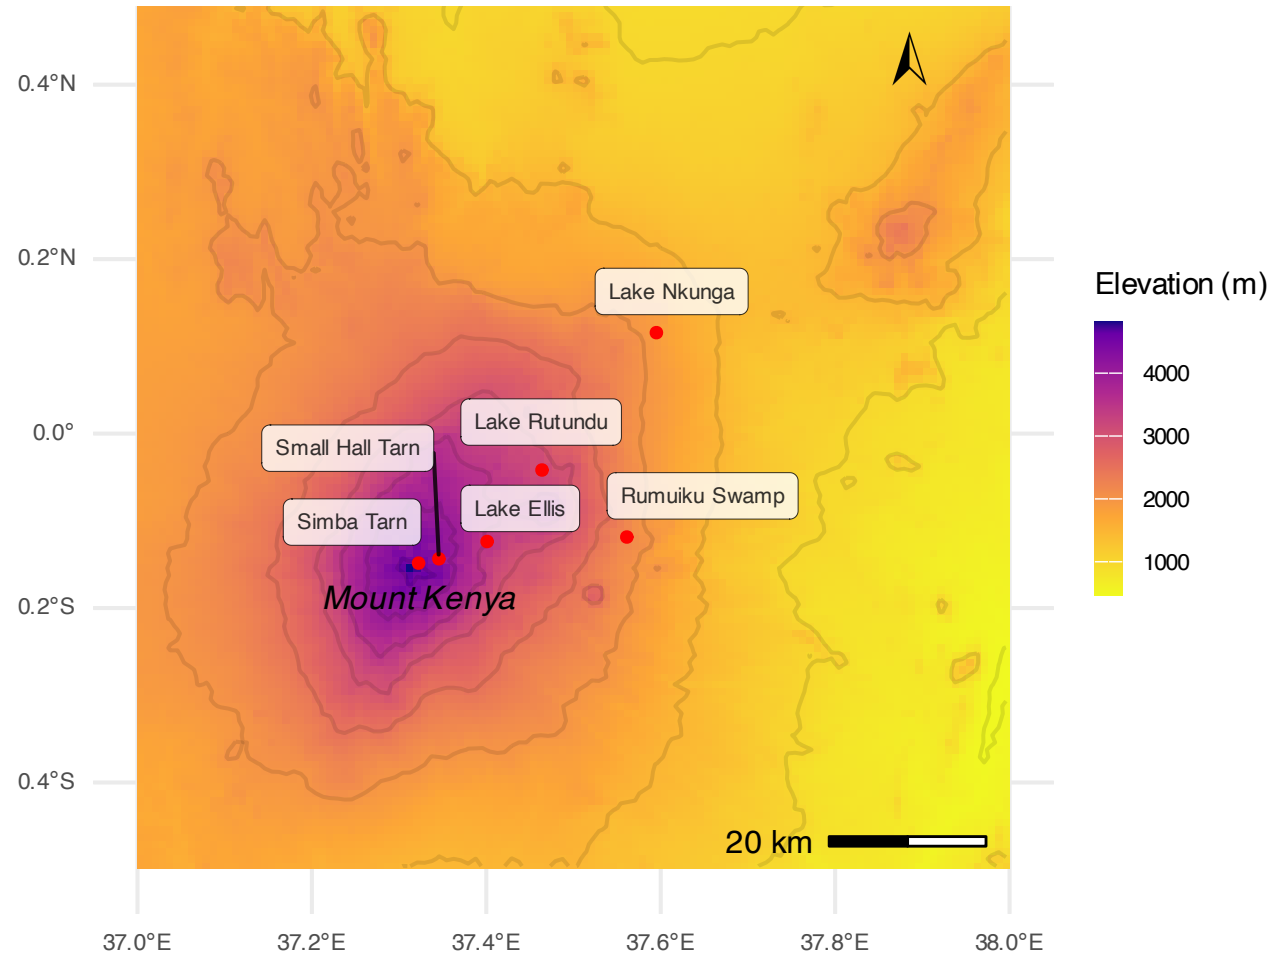 0.4°N
0.2°N
0.0°
0.2°S
0.4°S
Lake Nkunga
Lake Rutundu
Small Hall Tarn
Rumuiku Swamp
Lake Ellis
Simba Tarn
Mount Kenya
20 km
37.0°E
37.2°E
37.4°E
37.6°E
37.8°E
38.0°E
Elevation (m)
4000
3000
2000
1000